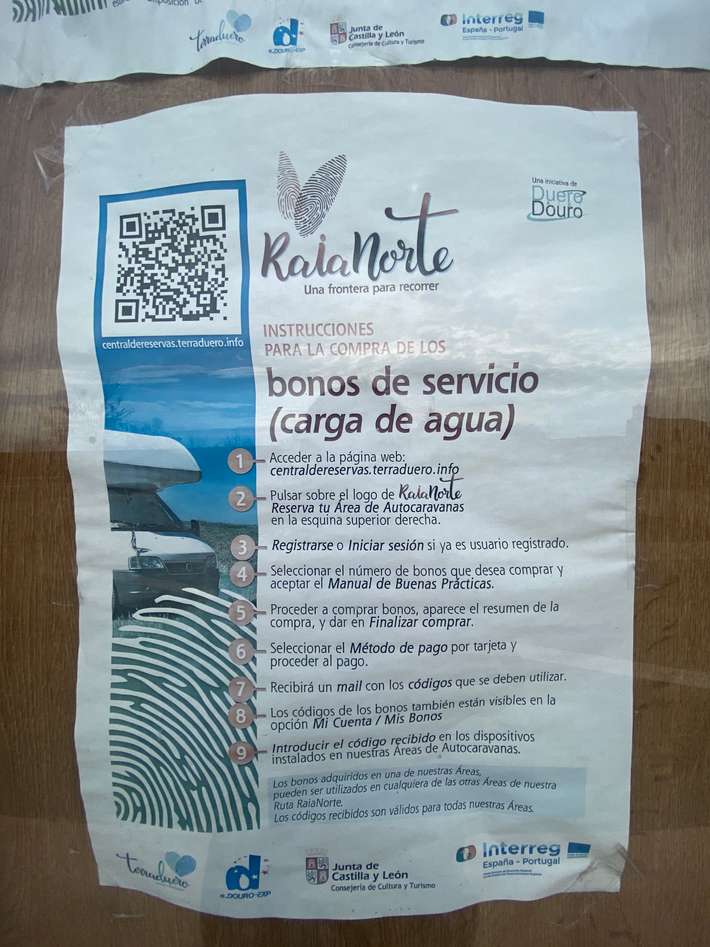 terraduero
D.DOURO-EXP
Junta de
Castilla y León
Consejería de Cultura y Turismo
Interreg
España - Portugal
Una iniciativa de
Duero
Douro
RaiaNorte
Una frontera para recorrer
centraldereservas.terraduero.info
INSTRUCCIONES
PARA LA COMPRA DE LOS
bonos de servicio
(carga de agua)
1 Acceder a la página web:
centraldereservas.terraduero.info
2 Pulsar sobre el logo de RaiaNorte
Reserva tu Área de Autocaravanas
en la esquina superior derecha.
3 Registrarse o Iniciar sesión si ya es usuario registrado.
4 Seleccionar el número de bonos que desea comprar y
aceptar el Manual de Buenas Prácticas.
5 Proceder a comprar bonos, aparece el resumen de la
compra, y dar en Finalizar comprar.
6 Seleccionar el Método de pago por tarjeta y
proceder al pago.
7 Recibirá un mail con los códigos que se deben utilizar.
8 Los códigos de los bonos también están visibles en la
opción Mi Cuenta / Mis Bonos
9 Introducir el código recibido en los dispositivos
instalados en nuestras Áreas de Autocaravanas.
Los bonos adquiridos en una de nuestras Áreas,
pueden ser utilizados en cualquiera de las otras Áreas de nuestra
Ruta RaiaNorte.
Los códigos recibidos son válidos para todas nuestras Áreas.
terraduero
D.DOURO-EXP
Junta de
Castilla y León
Consejería de Cultura y Turismo
Interreg
España - Portugal